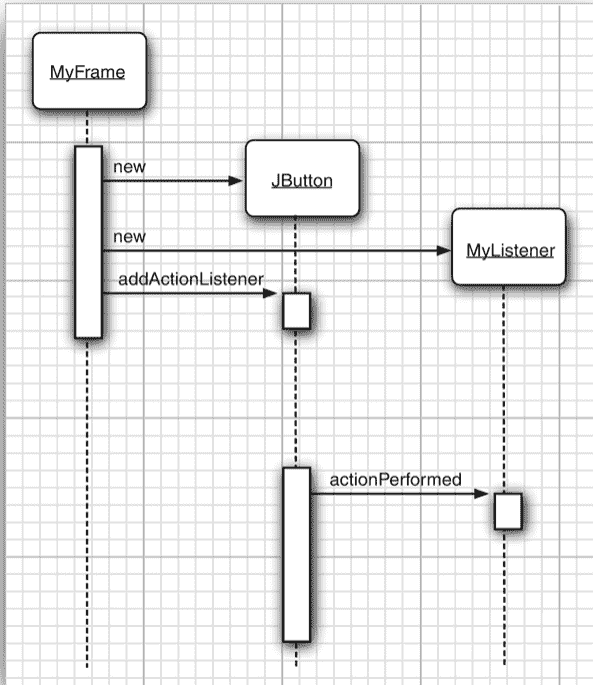 MyFrame
new
JButton
new
MyListener
addActionListener
actionPerformed